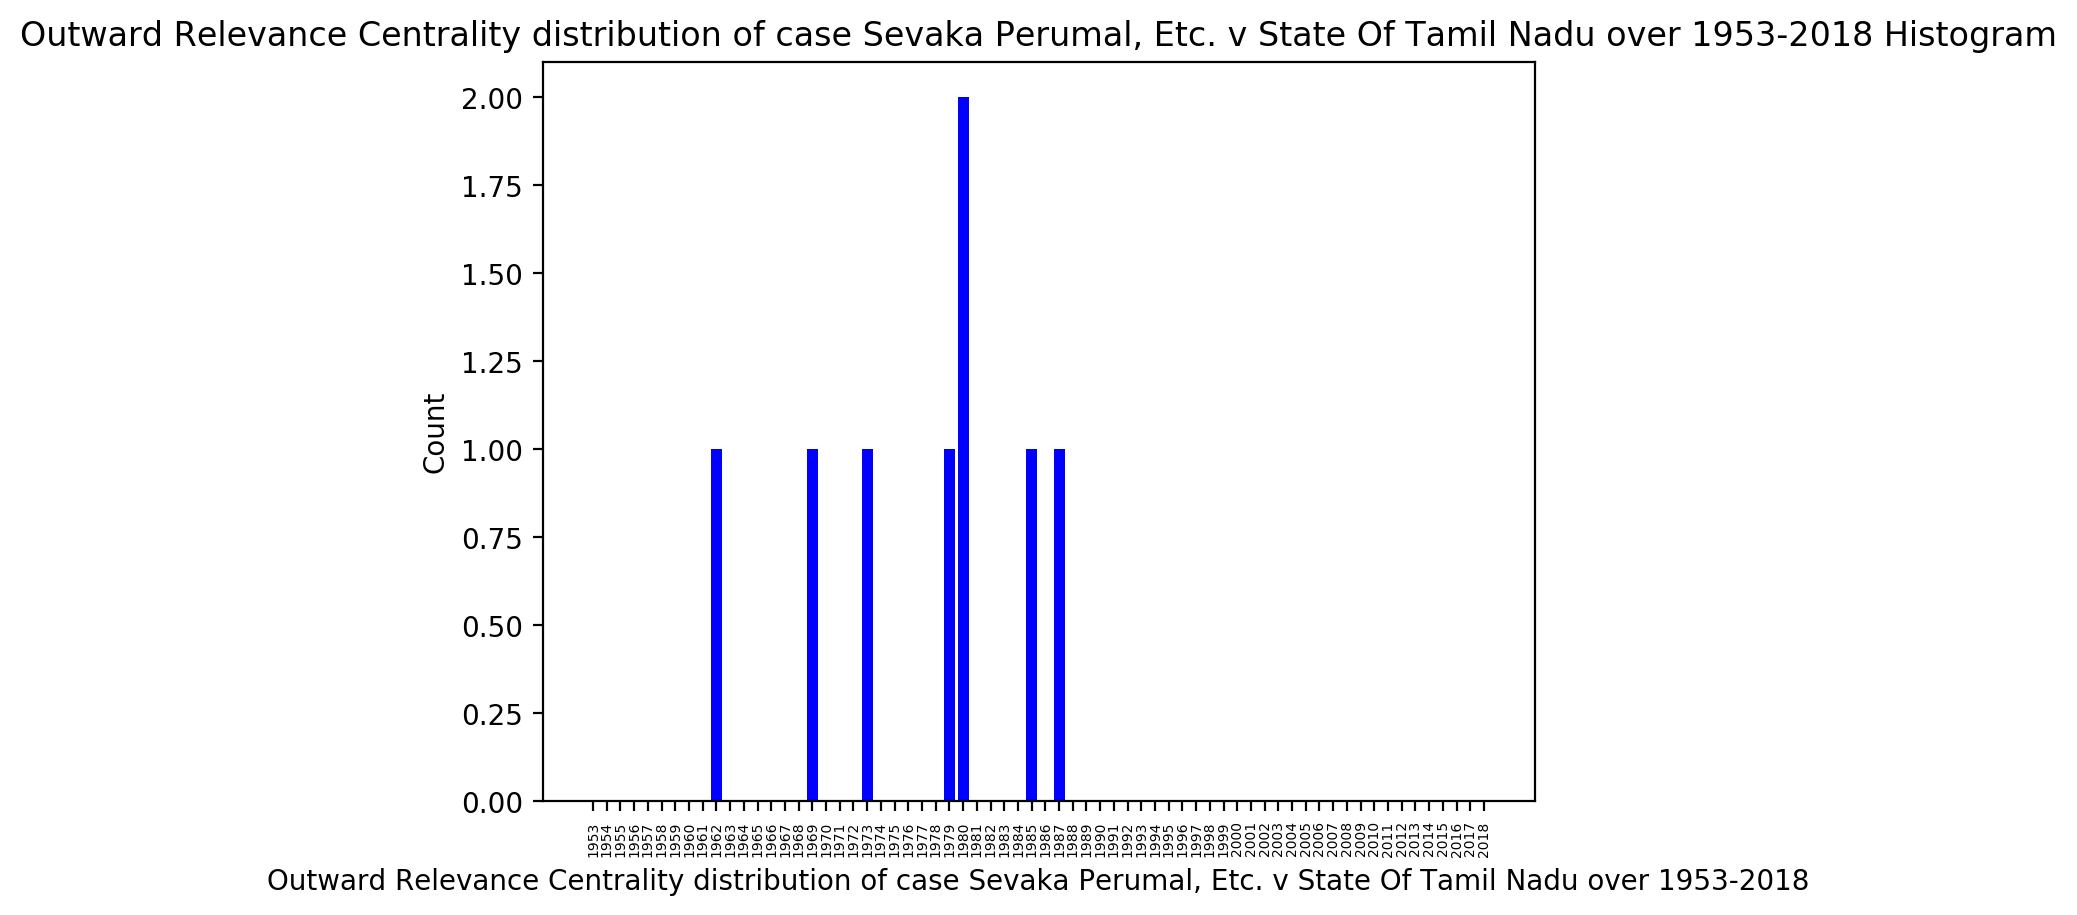 Outward Relevance Centrality distribution of case Sevaka Perumal, Etc. v State Of Tamil Nadu over 1953-2018 Histogram
2.00
1.75
1.50
1.25
1.00
0.75
0.50
0.25
0.00
Count
1953 1954 1955 1956 1957 1958 1959 1960 1961 1962 1963 1964 1965 1966 1967 1968 1969 1970 1971 1972 1973 1974 1975 1976 1977 1978 1979 1980 1981 1982 1983 1984 1985 1986 1987 1988 1989 1990 1991 1992 1993 1994 1995 1996 1997 1998 1999 2000 2001 2002 2003 2004 2005 2006 2007 2008 2009 2010 2011 2012 2013 2014 2015 2016 2017 2018
Outward Relevance Centrality distribution of case Sevaka Perumal, Etc. v State Of Tamil Nadu over 1953-2018